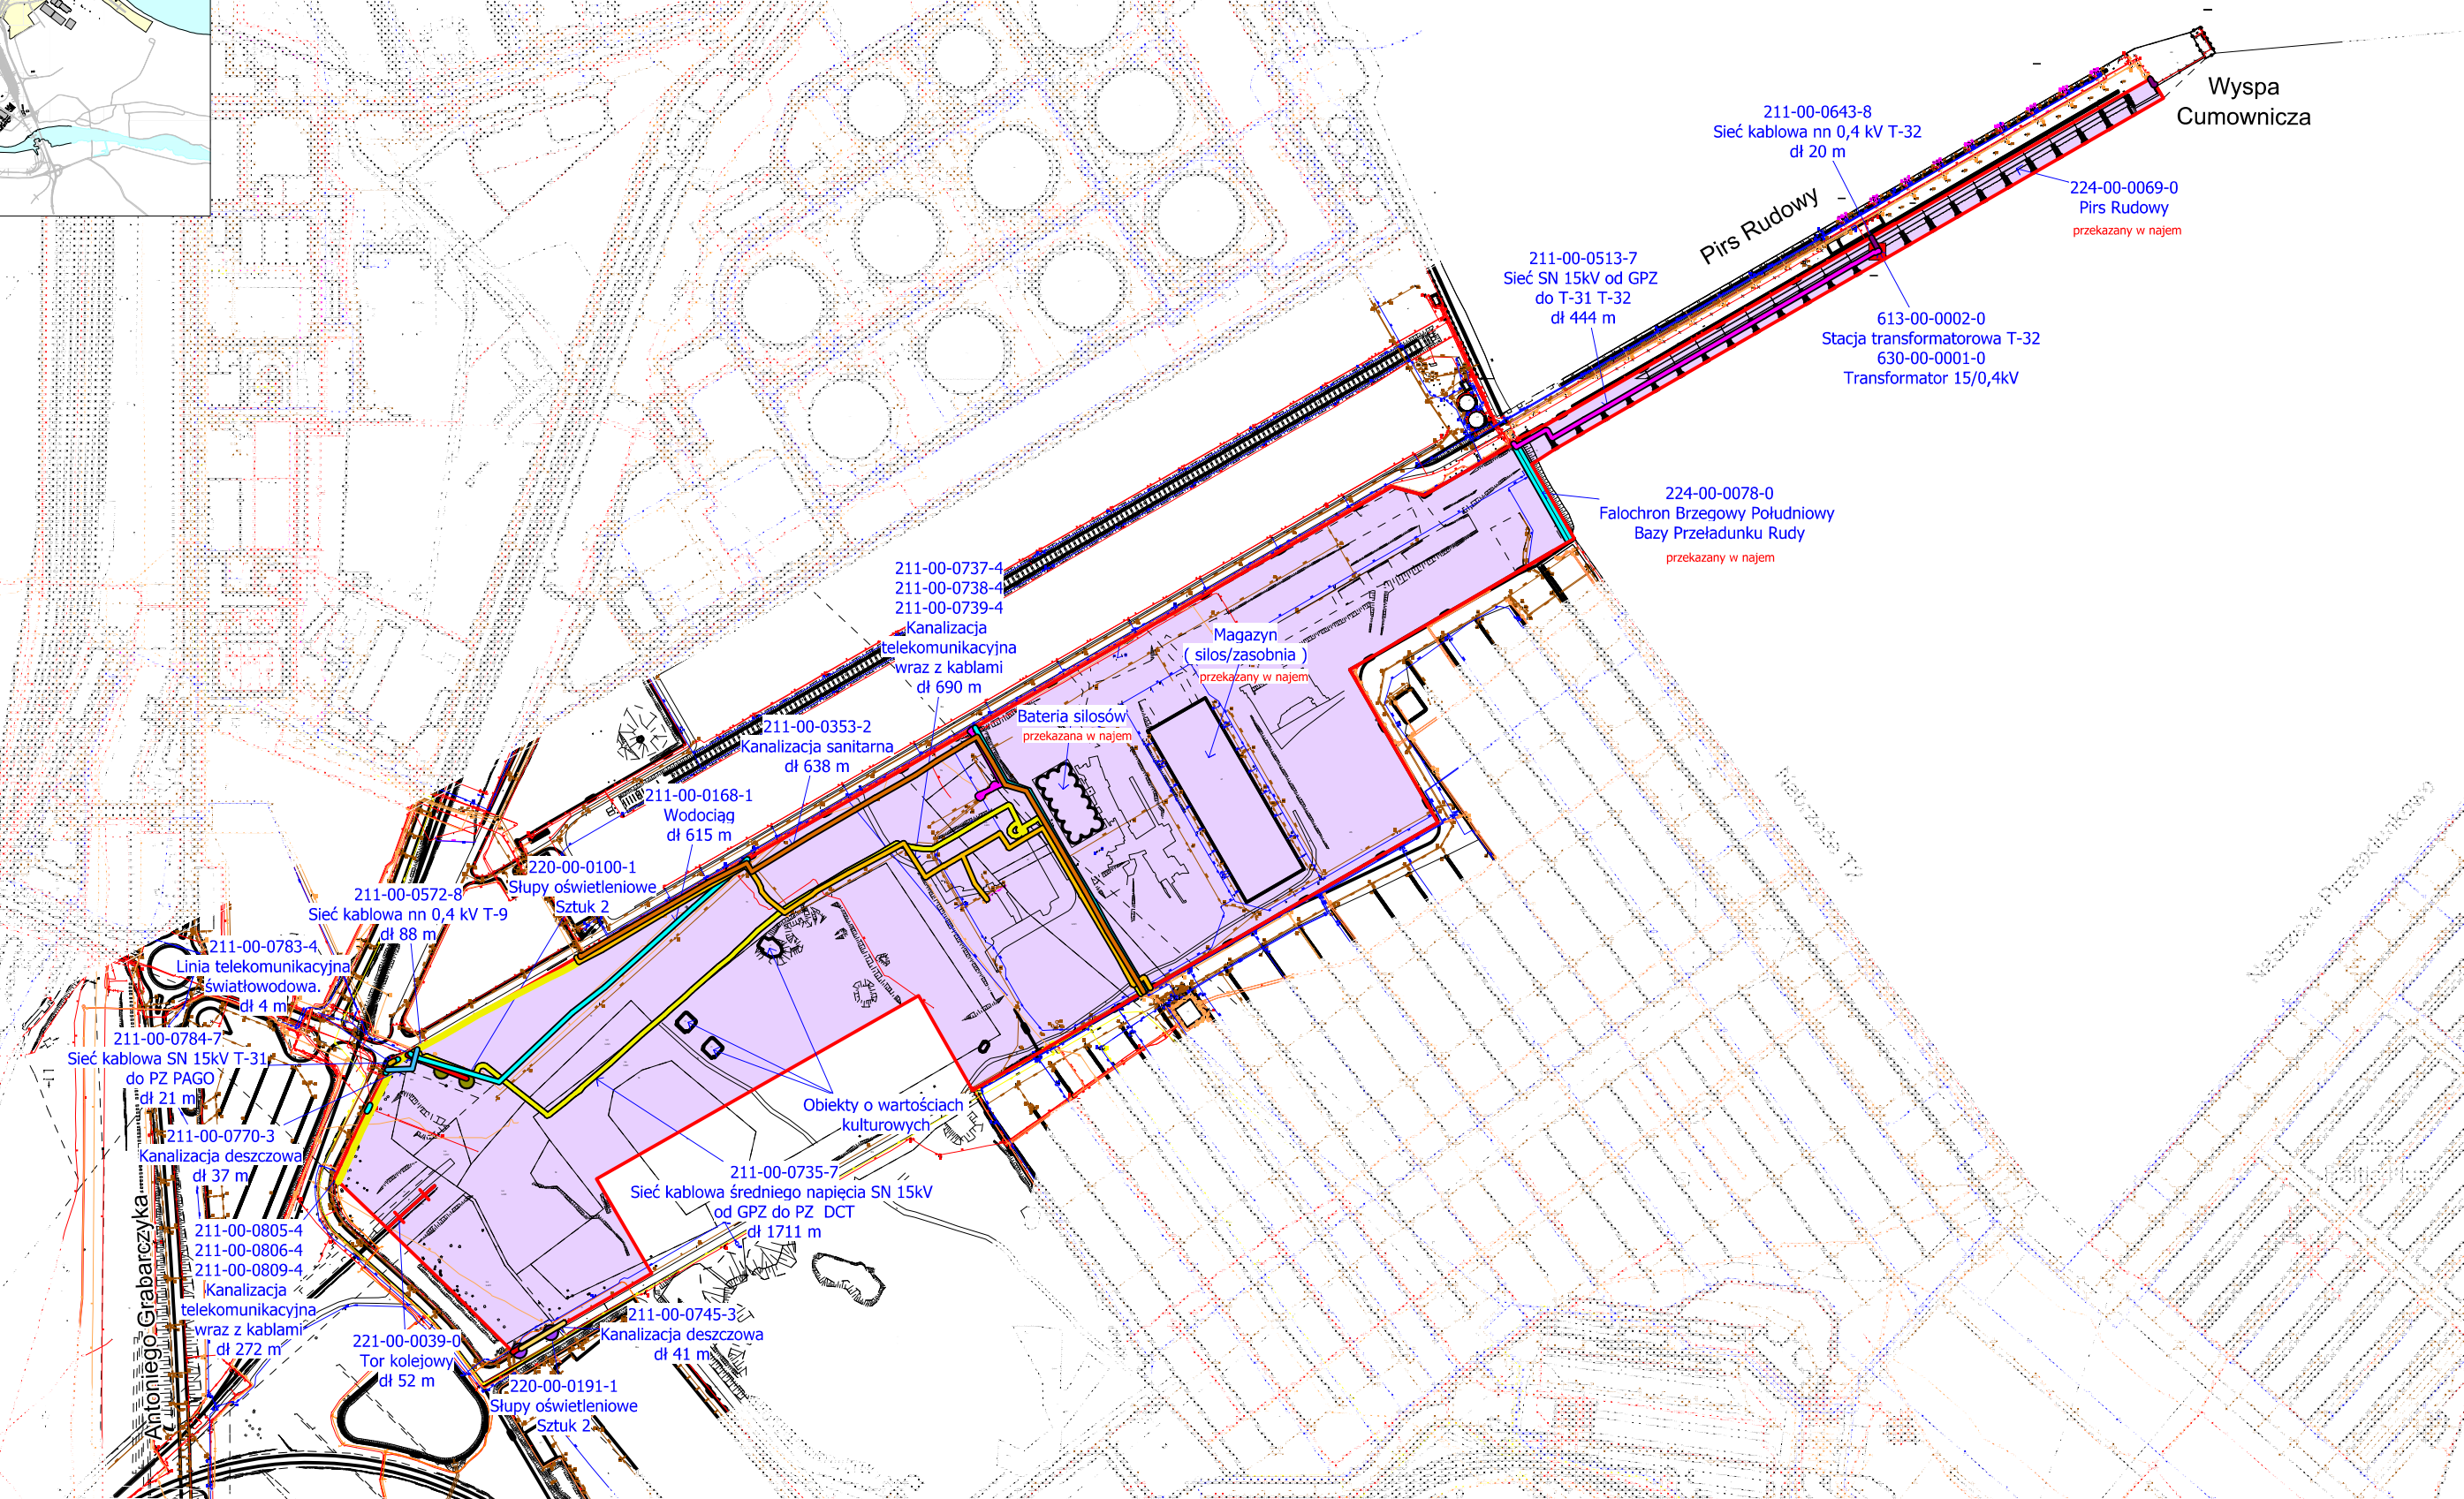 Wyspa
Cumownicza
211-00-0643-8
Sieć kablowa nn 0,4 kV T-32
dł 20 m
224-00-0069-0
Pirs Rudowy
przekazany w najem
Pirs Rudowy
211-00-0513-7
Sieć SN 15kV od GPZ
do T-31 T-32
dł 444 m
613-00-0002-0
Stacja transformatorowa T-32
630-00-0001-0
Transformator 15/0,4kV
224-00-0078-0
Falochron Brzegowy Południowy
Bazy Przeładunku Rudy
przekazany w najem
211-00-0737-4
211-00-0738-4
211-00-0739-4
Kanalizacja
telekomunikacyjna
wraz z kablami
dł 690 m
Magazyn
( silos/zasobnia )
przekazany w najem
Bateria silosów
przekazana w najem
211-00-0353-2
Kanalizacja sanitarna
dł 638 m
211-00-0168-1
Wodociąg
dł 615 m
220-00-0100-1
Słupy oświetleniowe
Sztuk 2
211-00-0572-8
Sieć kablowa nn 0,4 kV T-9
dł 88 m
211-00-0783-4
Linia telekomunikacyjna
światłowodowa.
dł 4 m
211-00-0784-7
Sieć kablowa SN 15kV T-31
do PZ PAGO
dł 21 m
211-00-0770-3
Kanalizacja deszczowa
dł 37 m
211-00-0805-4
211-00-0806-4
211-00-0809-4
Kanalizacja
telekomunikacyjna
wraz z kablami
dł 272 m
Antoniego Grabarczyka
221-00-0039-0
Tor kolejowy
dł 52 m
220-00-0191-1
Słupy oświetleniowe
Sztuk 2
211-00-0745-3
Kanalizacja deszczowa
dł 41 m
211-00-0735-7
Sieć kablowa średniego napięcia SN 15kV
od GPZ do PZ DCT
dł 1711 m
Obiekty o wartościach
kulturowych